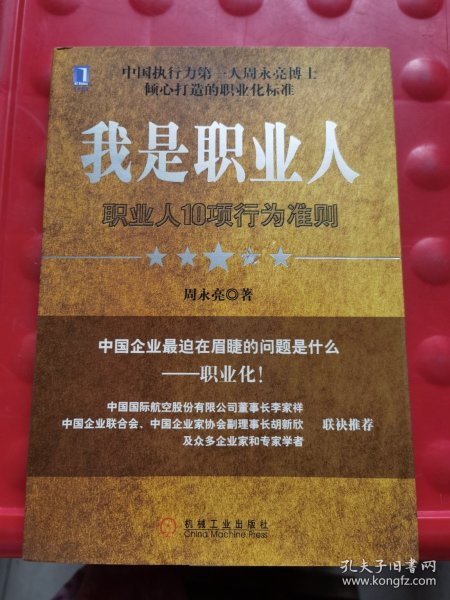 中国执行力第一人周永亮博士
倾心打造的职业化标准
我是职业人
职业人10项行为准则
周永亮◎著
中国企业最迫在眉睫的问题是什么
——职业化！
中国国际航空股份有限公司董事长李家祥
中国企业联合会、中国企业家协会副理事长胡新欣
联袂推荐
及众多企业家和专家学者
机械工业出版社
China Machine Press
孔夫子旧书网
www.kongfz.com